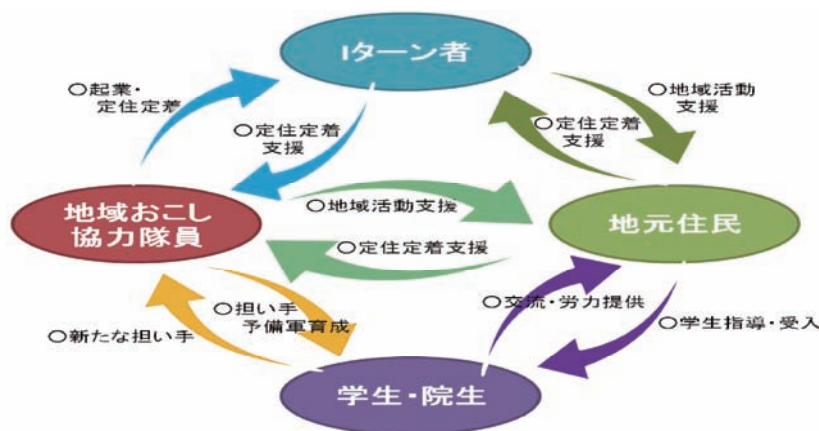 Iターン者
○起業・
定住定着
○定住定着
支援
○定住定着
支援
○地域活動
支援
地域おこし
協力隊員
○地域活動支援
○定住定着支援
地元住民
○新たな担い手
○担い手
予備軍育成
○交流・労力提供
○学生指導・受入
学生・院生